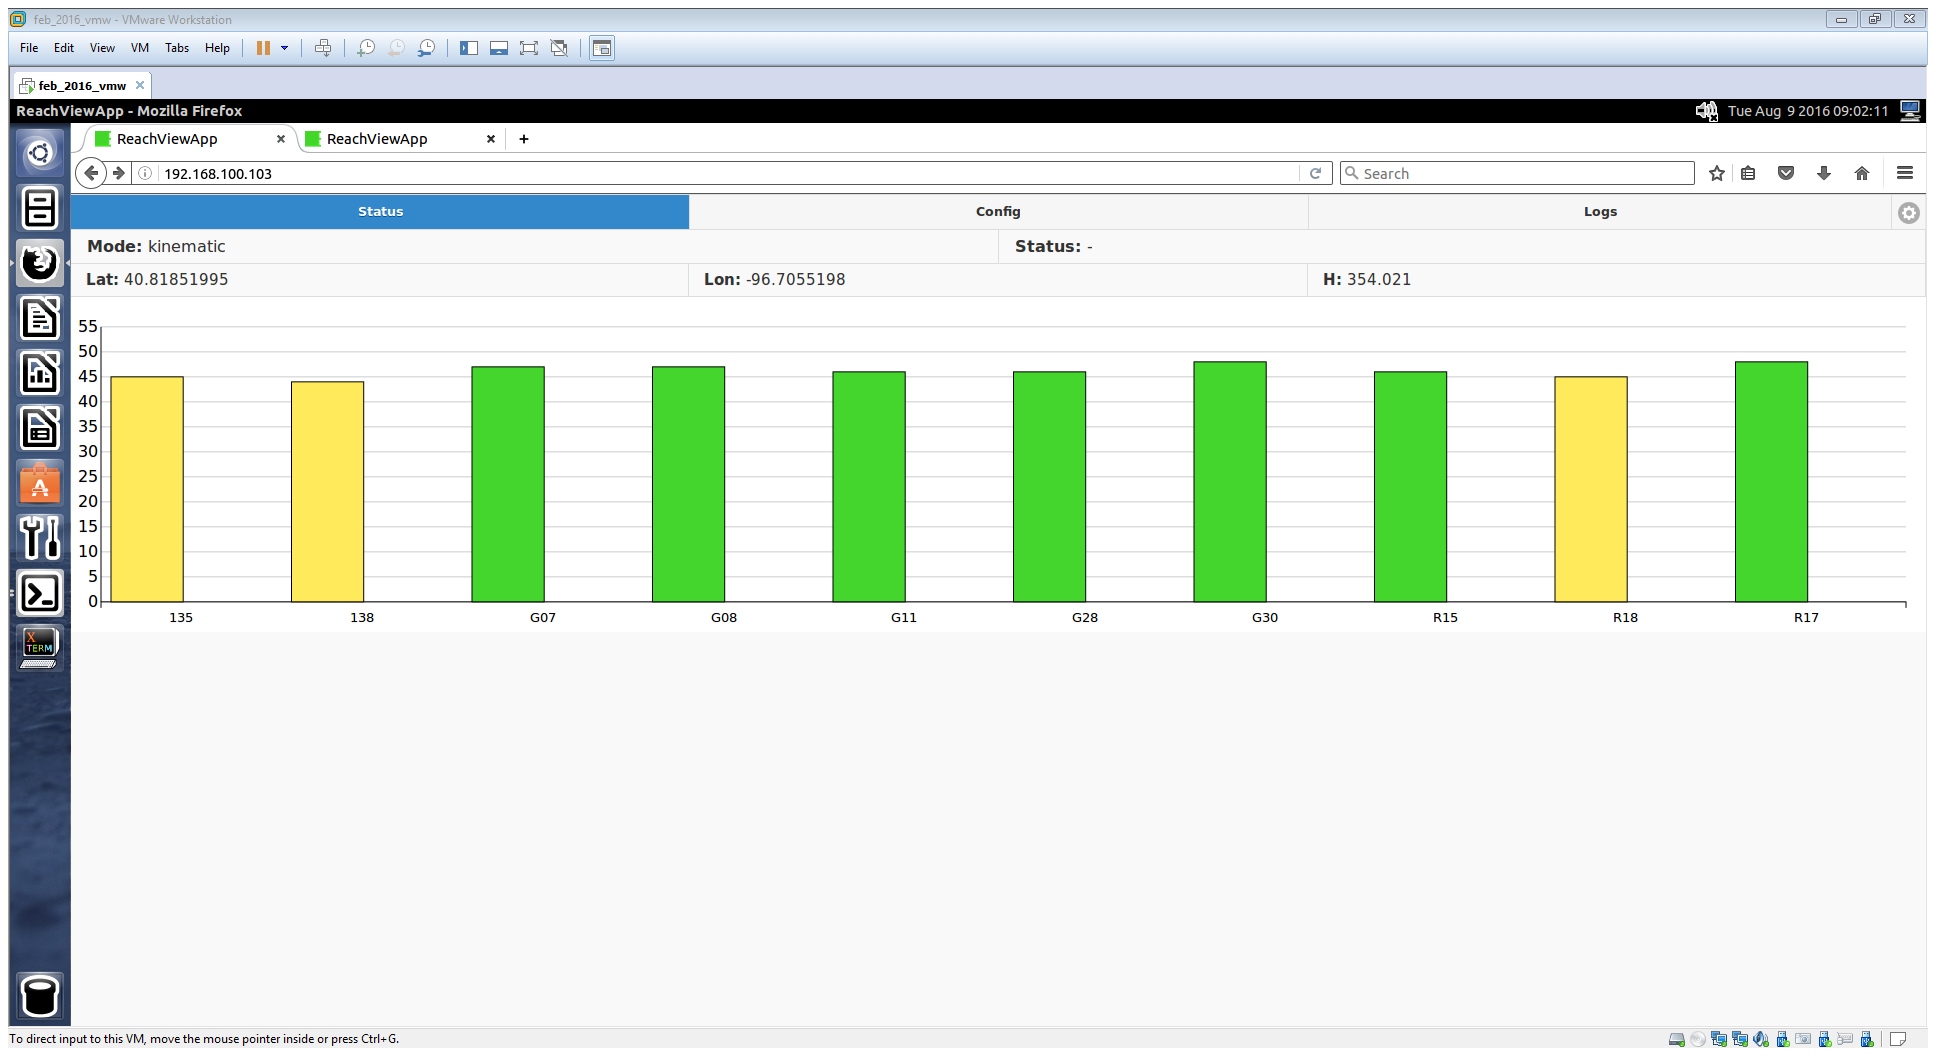 feb_2016_vmw - VMware Workstation
File Edit View VM Tabs Help
feb_2016_vmw
ReachViewApp - Mozilla Firefox
Tue Aug 9 2016 09:02:11
ReachViewApp
ReachViewApp
192.168.100.103
Search
Status Config Logs
Mode: kinematic Status: -
Lat: 40.81851995 Lon: -96.7055198 H: 354.021
55
50
45
40
35
30
25
20
15
10
5
0
135 138 G07 G08 G11 G28 G30 R15 R18 R17
X
TERM
To direct input to this VM, move the mouse pointer inside or press Ctrl+G.